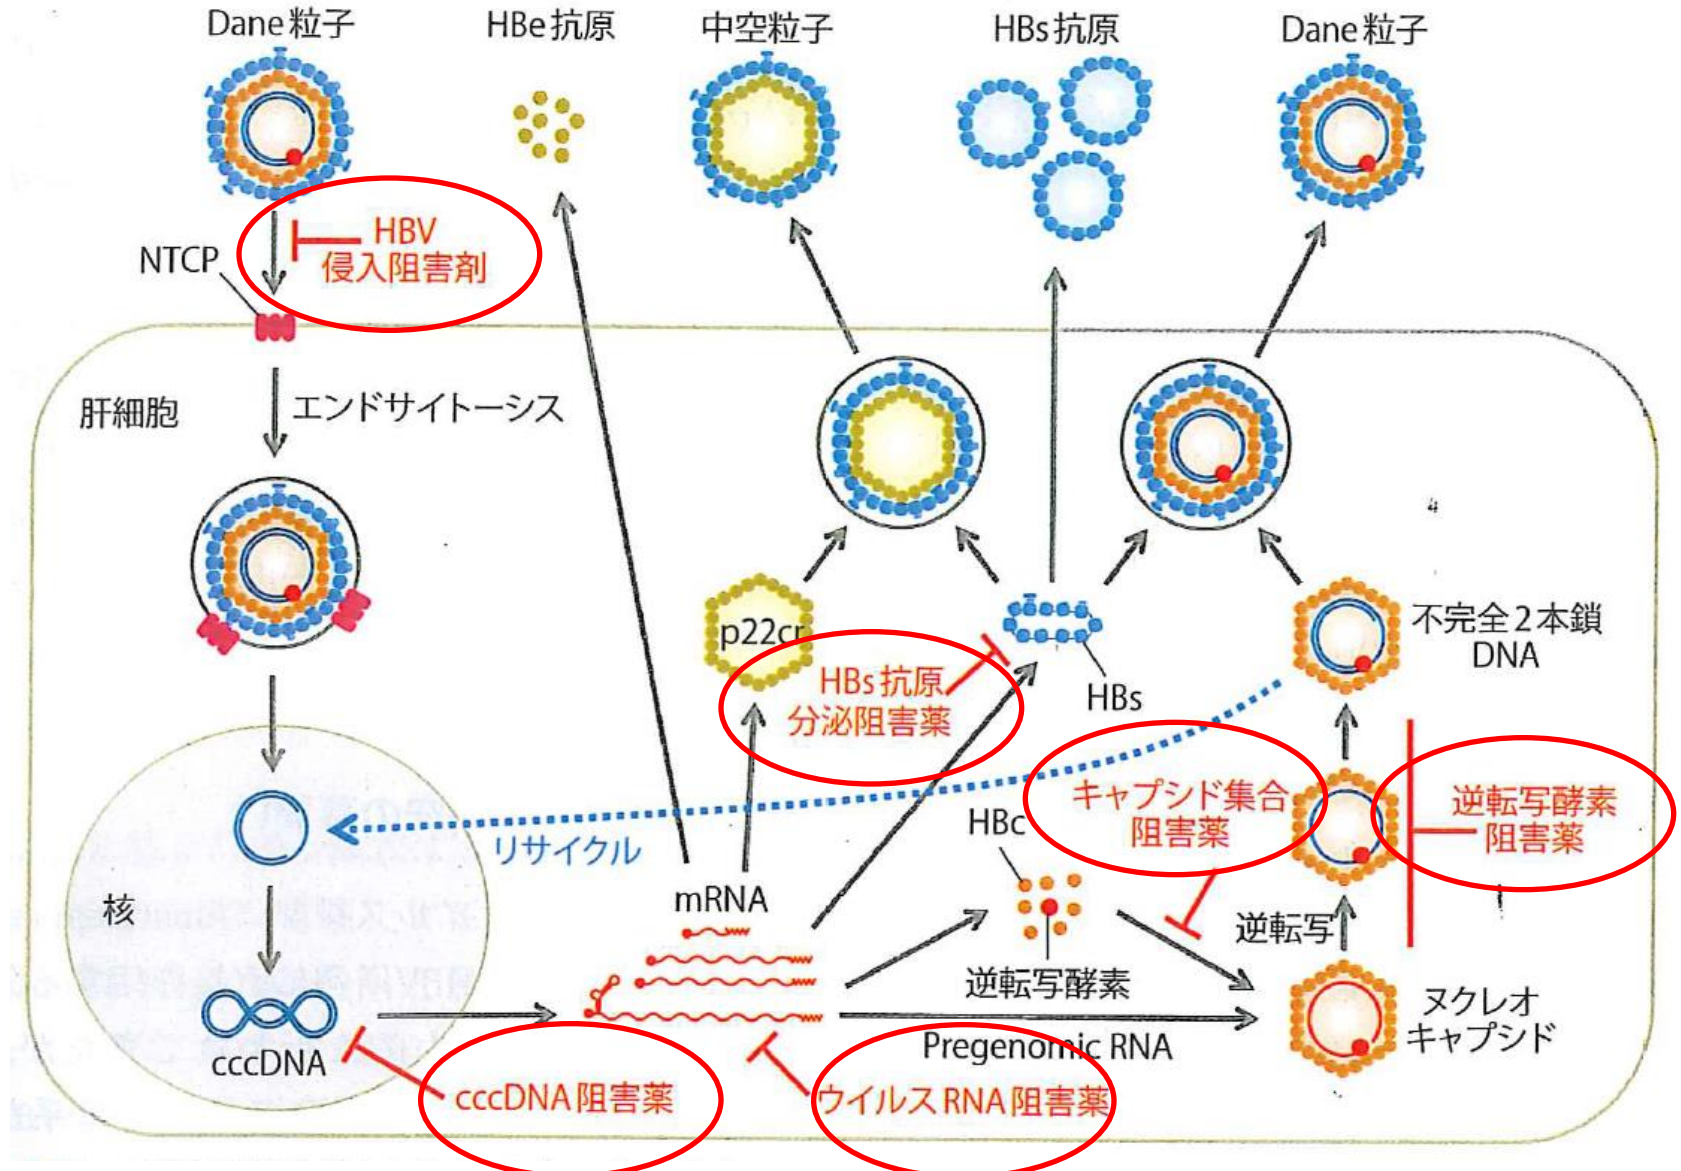 Dane粒子
HBe抗原
中空粒子
HBs抗原
Dane粒子
HBV
侵入阻害剤
NTCP
肝細胞
エンドサイトーシス
p22cr
HBs抗原
分泌阻害薬
HBs
不完全2本鎖
DNA
キャプシド集合
阻害薬
逆転写酵素
阻害薬
リサイクル
HBc
核
mRNA
逆転写
逆転写酵素
ヌクレオ
キャプシド
Pregenomic RNA
cccDNA
cccDNA阻害薬
ウイルスRNA阻害薬